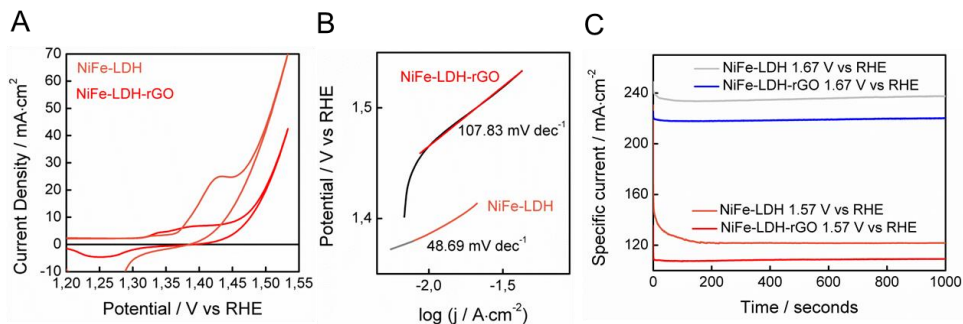 A
Current Density / mA·cm⁻²
70
60
50
40
30
20
10
0
-10
NiFe-LDH
NiFe-LDH-rGO
1,20 1,25 1,30 1,35 1,40 1,45 1,50 1,55
Potential / V vs RHE
B
Potential / V vs RHE
1,5
1,4
NiFe-LDH-rGO
107.83 mV dec⁻¹
NiFe-LDH
48.69 mV dec⁻¹
-2,0 -1,5
log (j / A·cm⁻²)
C
Specific current / mA·cm⁻²
240
200
160
120
NiFe-LDH 1.67 V vs RHE
NiFe-LDH-rGO 1.67 V vs RHE
NiFe-LDH 1.57 V vs RHE
NiFe-LDH-rGO 1.57 V vs RHE
0 200 400 600 800 1000
Time / seconds